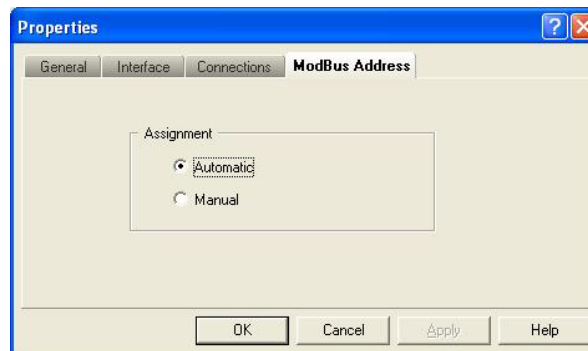 Properties
General Interface Connections ModBus Address
Assignment
Automatic
Manual
OK Cancel Apply Help